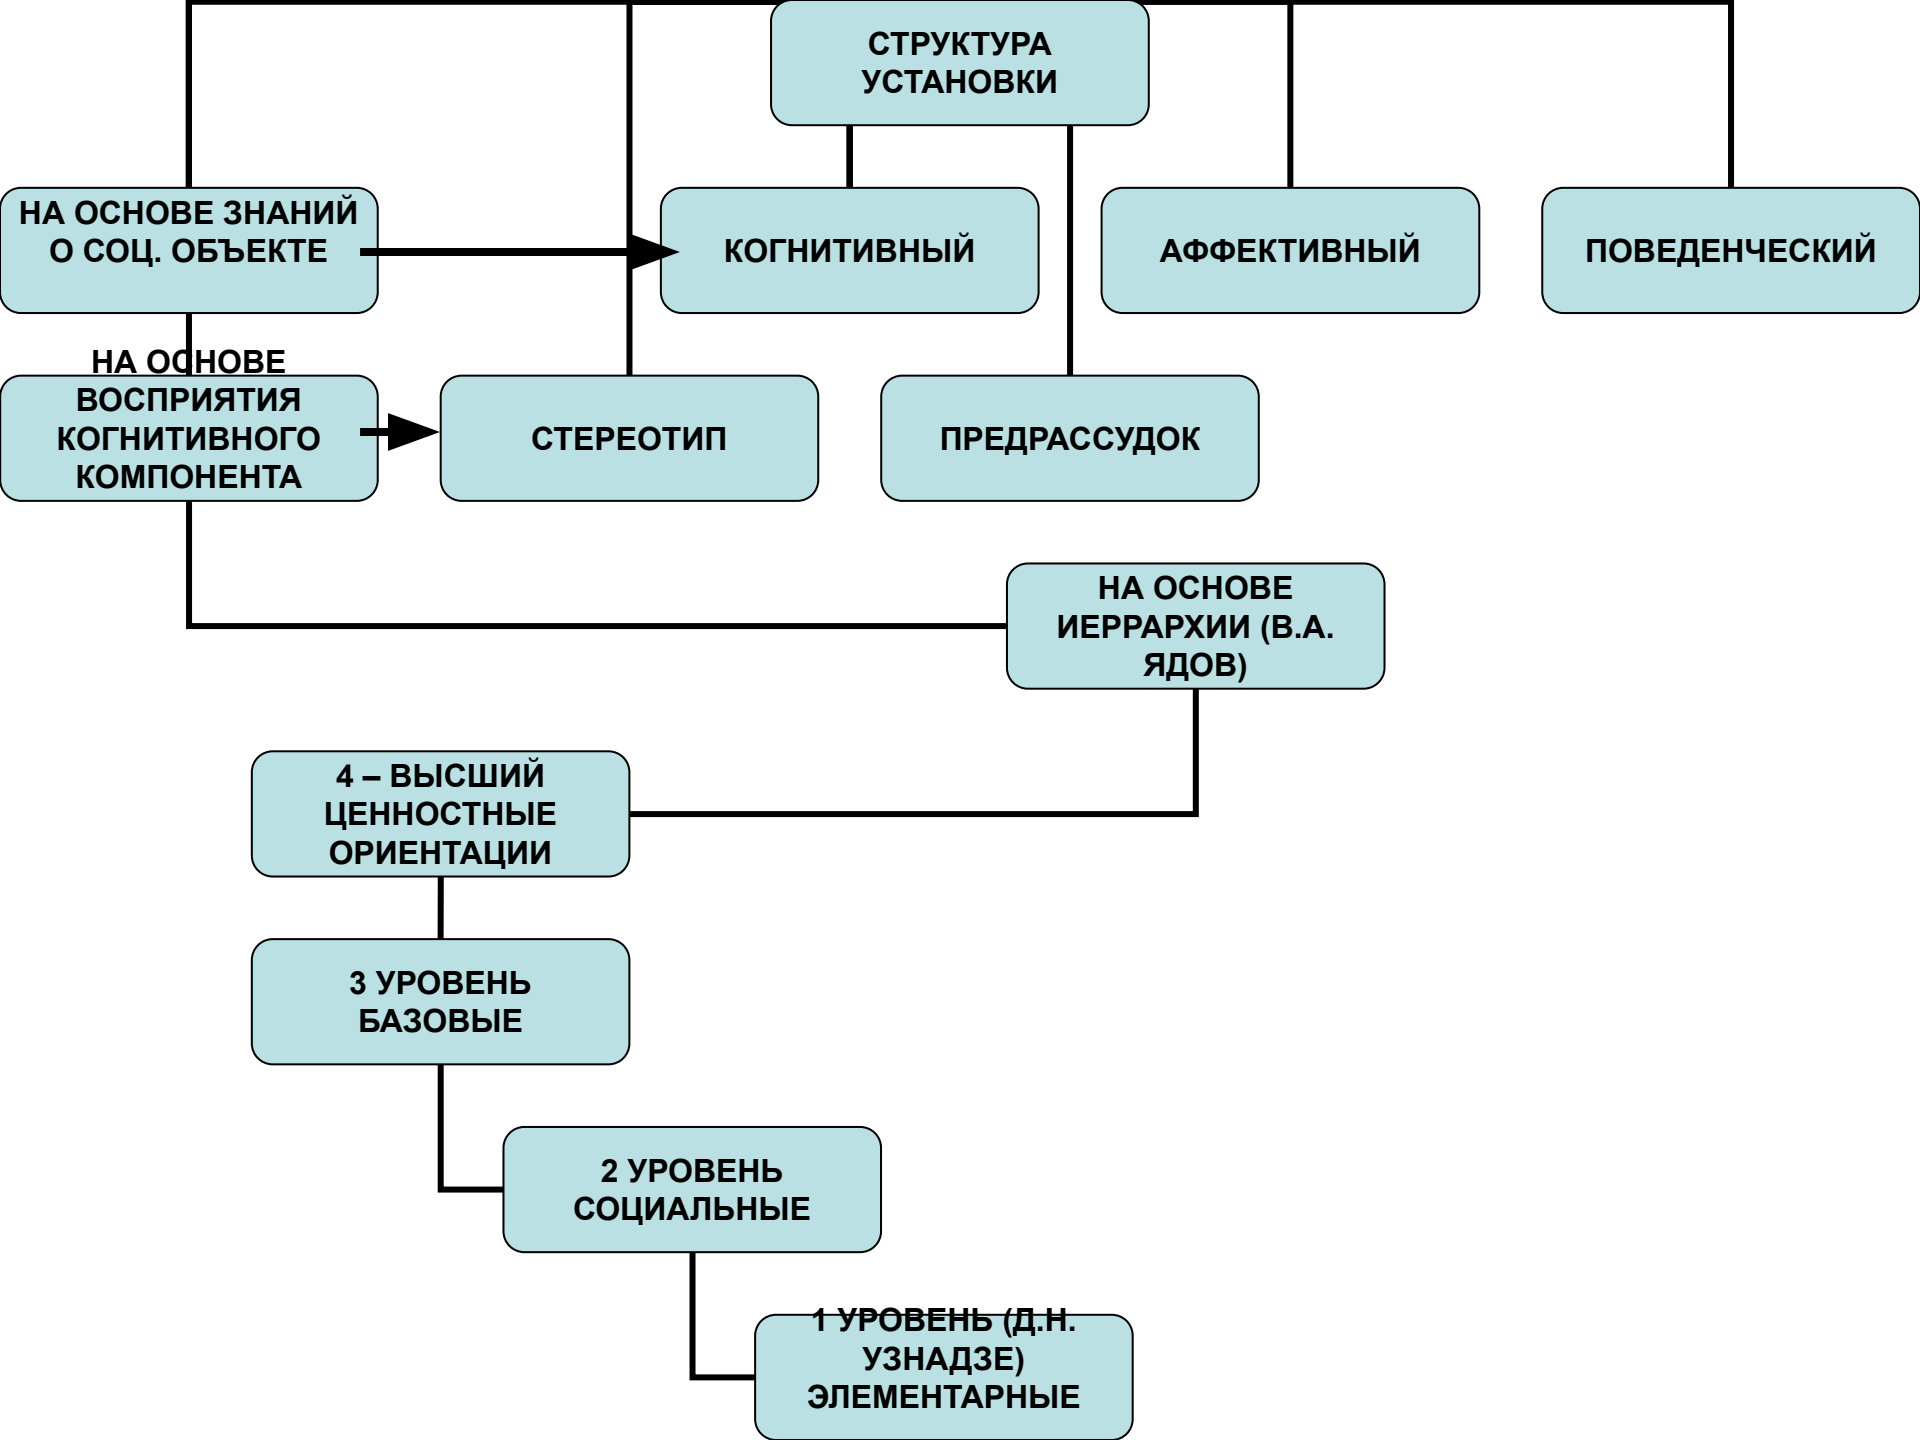 СТРУКТУРА
УСТАНОВКИ
НА ОСНОВЕ ЗНАНИЙ
О СОЦ. ОБЪЕКТЕ
КОГНИТИВНЫЙ
АФФЕКТИВНЫЙ
ПОВЕДЕНЧЕСКИЙ
НА ОСНОВЕ
ВОСПРИЯТИЯ
КОГНИТИВНОГО
КОМПОНЕНТА
СТЕРЕОТИП
ПРЕДРАССУДОК
НА ОСНОВЕ
ИЕРРАРХИИ (В.А.
ЯДОВ)
4 – ВЫСШИЙ
ЦЕННОСТНЫЕ
ОРИЕНТАЦИИ
3 УРОВЕНЬ
БАЗОВЫЕ
2 УРОВЕНЬ
СОЦИАЛЬНЫЕ
1 УРОВЕНЬ (Д.Н.
УЗНАДЗЕ)
ЭЛЕМЕНТАРНЫЕ